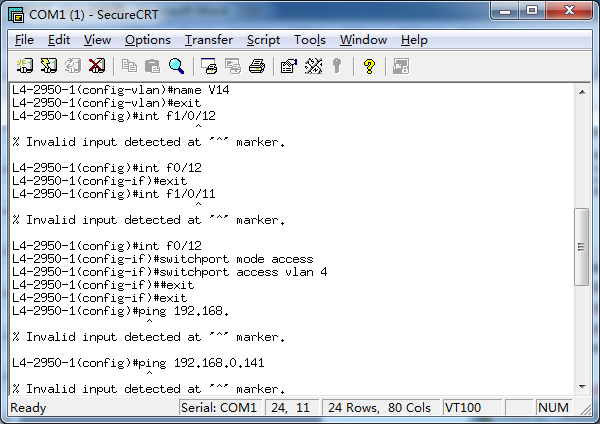 COM1 (1) - SecureCRT
File Edit View Options Transfer Script Tools Window Help
L4-2950-1(config-vlan)#name V14
L4-2950-1(config-vlan)#exit
L4-2950-1(config)#int f1/0/12
^
% Invalid input detected at "^" marker.
L4-2950-1(config)#int f0/12
L4-2950-1(config-if)#exit
L4-2950-1(config)#int f1/0/11
^
% Invalid input detected at "^" marker.
L4-2950-1(config)#int f0/12
L4-2950-1(config-if)#switchport mode access
L4-2950-1(config-if)#switchport access vlan 4
L4-2950-1(config-if)##exit
L4-2950-1(config-if)#exit
L4-2950-1(config)#ping 192.168.
^
% Invalid input detected at "^" marker.
L4-2950-1(config)#ping 192.168.0.141
^
% Invalid input detected at "^" marker.
Ready Serial: COM1 24, 11 24 Rows, 80 Cols VT100 NUM